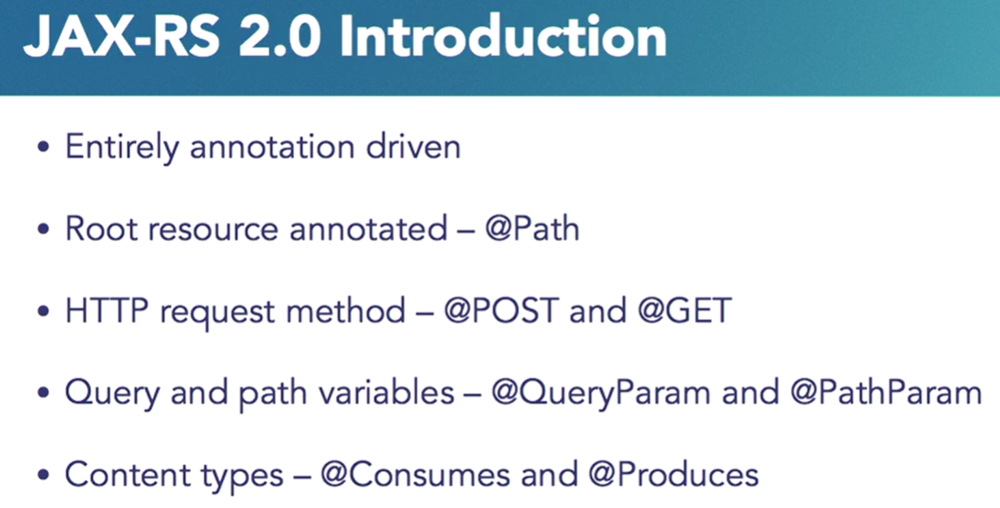 JAX-RS 2.0 Introduction
• Entirely annotation driven
• Root resource annotated – @Path
• HTTP request method – @POST and @GET
• Query and path variables – @QueryParam and @PathParam
• Content types – @Consumes and @Produces